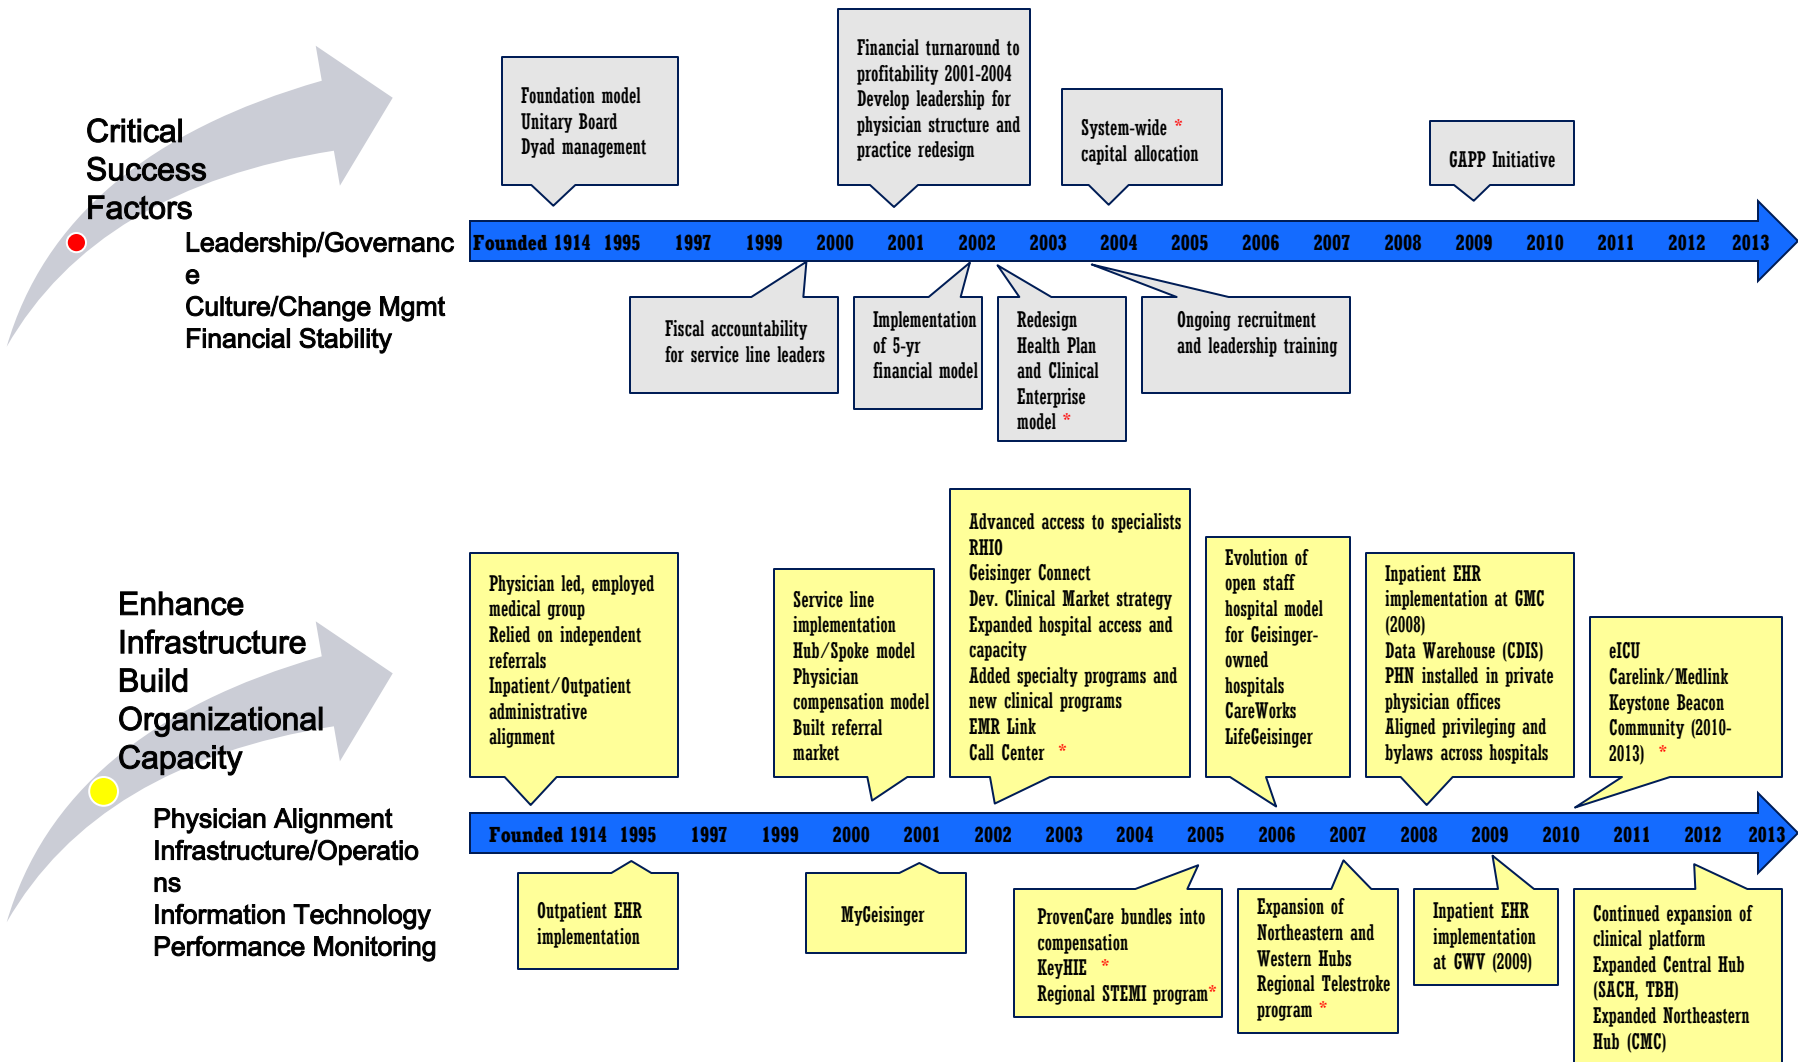 Critical
Success
Factors
Leadership/Governanc
e
Culture/Change Mgmt
Financial Stability
Foundation model
Unitary Board
Dyad management
Financial turnaround to
profitability 2001-2004
Develop leadership for
physician structure and
practice redesign
System-wide *
capital allocation
GAPP Initiative
Founded 1914 1995 1997 1999 2000 2001 2002 2003 2004 2005 2006 2007 2008 2009 2010 2011 2012 2013
Fiscal accountability
for service line leaders
Implementation
of 5-yr
financial model
Redesign
Health Plan
and Clinical
Enterprise
model *
Ongoing recruitment
and leadership training
Enhance
Infrastructure
Build
Organizational
Capacity
Physician Alignment
Infrastructure/Operatio
ns
Information Technology
Performance Monitoring
Physician led, employed
medical group
Relied on independent
referrals
Inpatient/Outpatient
administrative
alignment
Service line
implementation
Hub/Spoke model
Physician
compensation model
Built referral
market
Advanced access to specialists
RHIO
Geisinger Connect
Dev. Clinical Market strategy
Expanded hospital access and
capacity
Added specialty programs and
new clinical programs
EMR Link
Call Center *
Evolution of
open staff
hospital model
for Geisinger-
owned
hospitals
CareWorks
LifeGeisinger
Inpatient EHR
implementation at GMC
(2008)
Data Warehouse (CDIS)
PHN installed in private
physician offices
Aligned privileging and
bylaws across hospitals
eICU
Carelink/Medlink
Keystone Beacon
Community (2010-
2013) *
Founded 1914 1995 1997 1999 2000 2001 2002 2003 2004 2005 2006 2007 2008 2009 2010 2011 2012 2013
Outpatient EHR
implementation
MyGeisinger
ProvenCare bundles into
compensation
KeyHIE *
Regional STEMI program*
Expansion of
Northeastern and
Western Hubs
Regional Telestroke
program *
Inpatient EHR
implementation
at GWV (2009)
Continued expansion of
clinical platform
Expanded Central Hub
(SACH, TBH)
Expanded Northeastern
Hub (CMC)